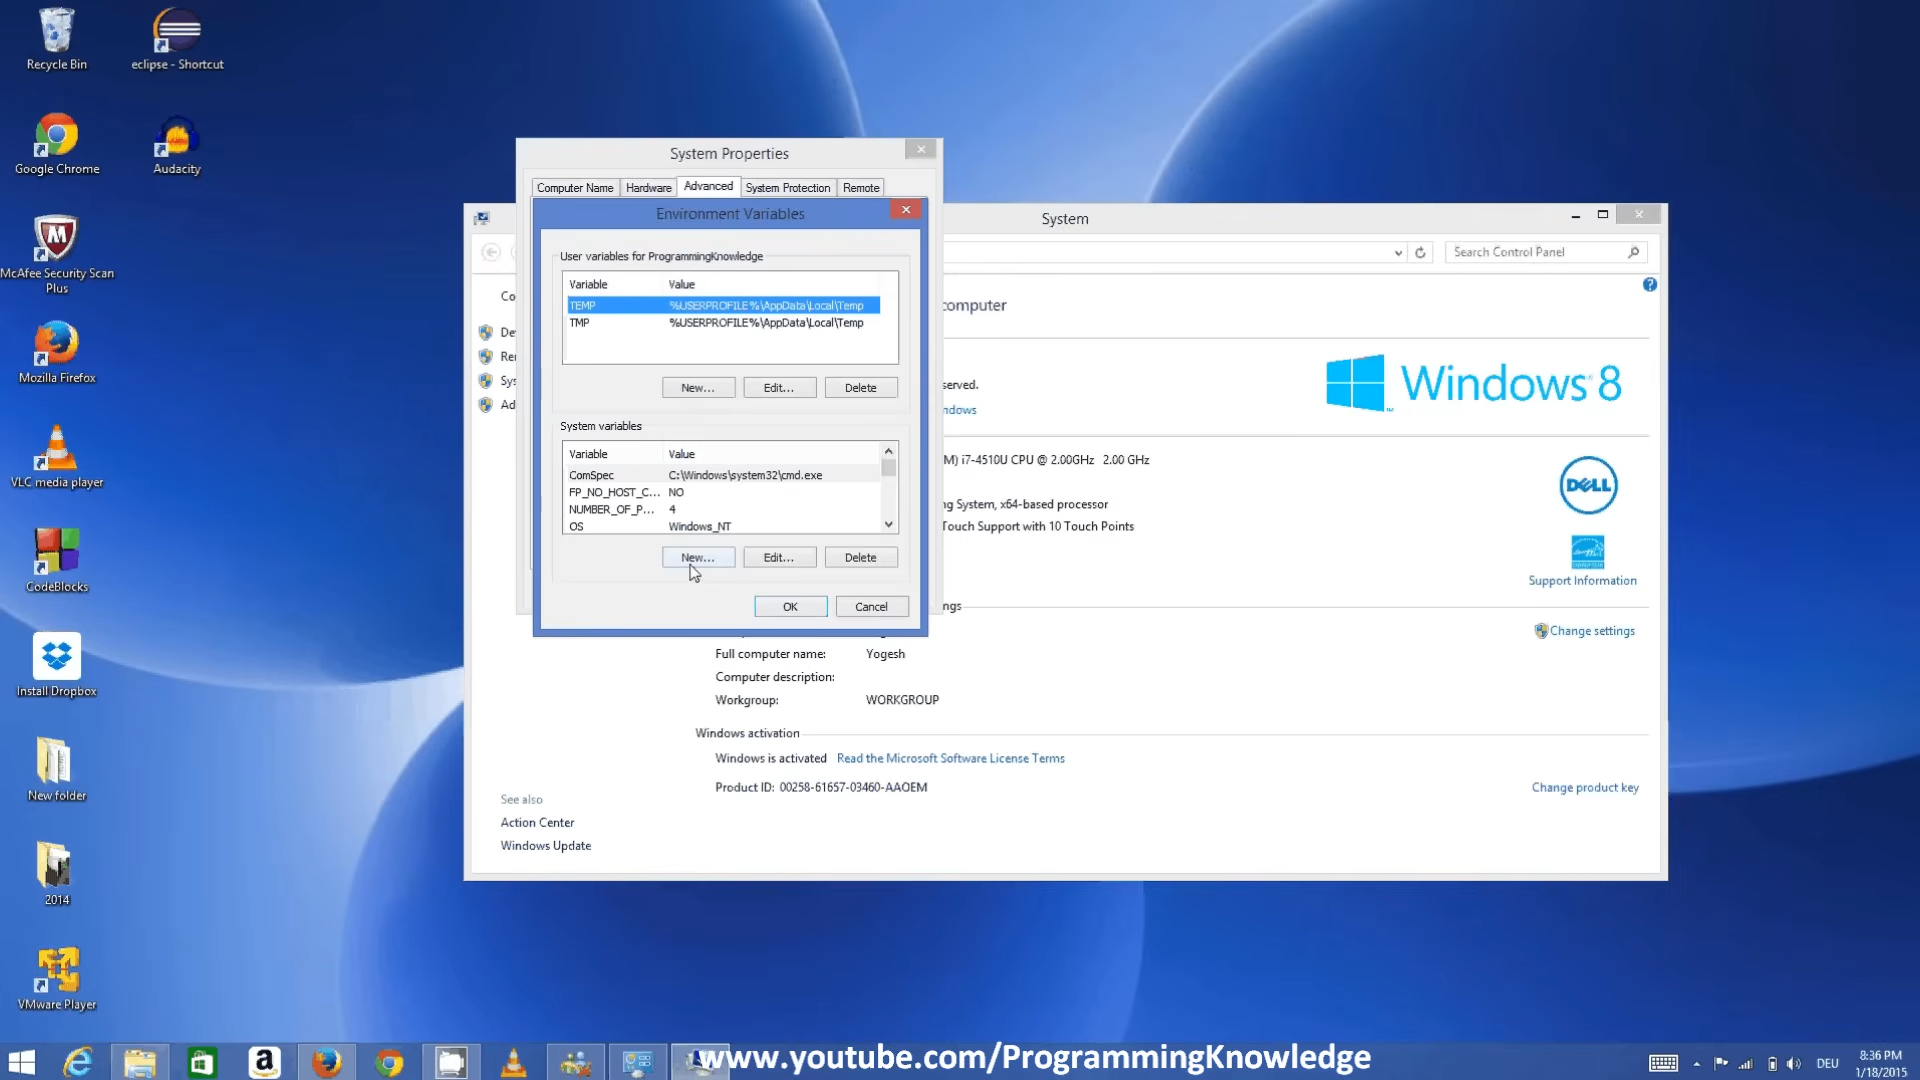 Recycle Bin
eclipse - Shortcut
Google Chrome
Audacity
McAfee Security Scan
Plus
Mozilla Firefox
VLC media player
CodeBlocks
Install Dropbox
New folder
2014
VMware Player
System Properties
Computer Name
Hardware
Advanced
System Protection
Remote
Environment Variables
User variables for ProgrammingKnowledge
Variable Value
TEMP %USERPROFILE%\AppData\Local\Temp
TMP %USERPROFILE%\AppData\Local\Temp
New... Edit... Delete
System variables
Variable Value
ComSpec C:\Windows\system32\cmd.exe
FP_NO_HOST_C... NO
NUMBER_OF_P... 4
OS Windows_NT
New... Edit... Delete
OK Cancel
System
Search Control Panel
Co
De
Re
Sys
Ad
computer
served.
ndows
Windows 8
M) i7-4510U CPU @ 2.00GHz 2.00 GHz
DELL
ng System, x64-based processor
Touch Support with 10 Touch Points
Support Information
ngs
Change settings
Full computer name: Yogesh
Computer description:
Workgroup: WORKGROUP
Windows activation
Windows is activated Read the Microsoft Software License Terms
Product ID: 00258-61657-03460-AAOEM
Change product key
See also
Action Center
Windows Update
www.youtube.com/ProgrammingKnowledge
DEU
8:36 PM
1/18/2015